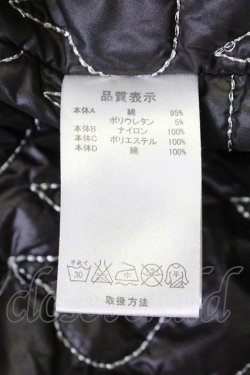 品質表示
本体A 綿 95%
ポリウレタン 5%
本体B ナイロン 100%
本体C ポリエステル 100%
本体D 綿 100%
30
中
平
取扱方法